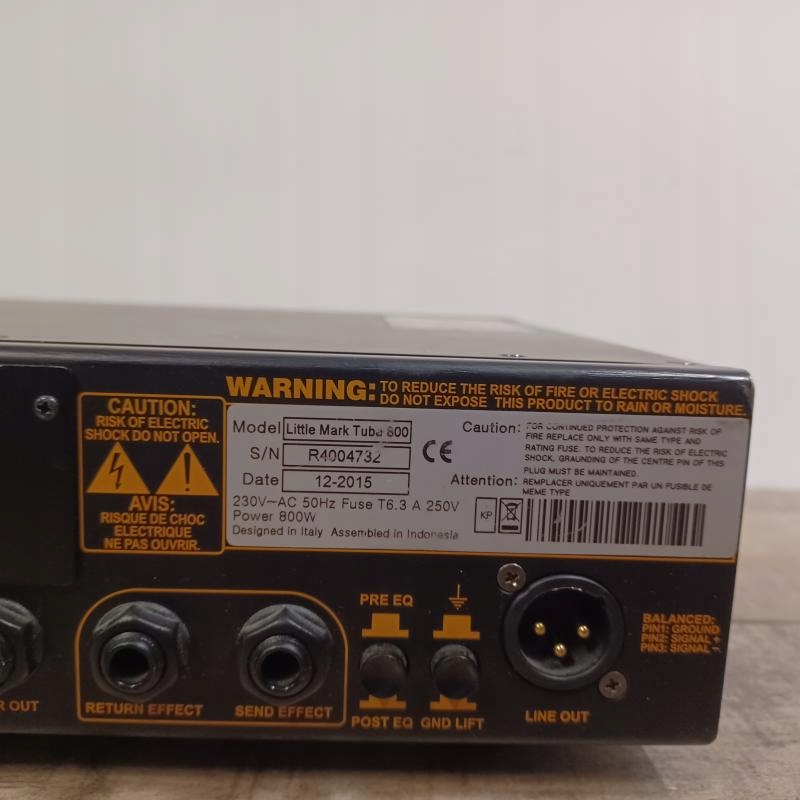 WARNING: TO REDUCE THE RISK OF FIRE OR ELECTRIC SHOCK
DO NOT EXPOSE THIS PRODUCT TO RAIN OR MOISTURE.
CAUTION:
RISK OF ELECTRIC
SHOCK DO NOT OPEN.
AVIS:
RISQUE DE CHOC
ELECTRIQUE
NE PAS OUVRIR.
Model Little Mark Tube 800
S/N R4004732
Date 12-2015
CE
230V~AC 50Hz Fuse T6.3 A 250V
Power 800W
Designed in Italy Assembled in Indonesia
Caution: FOR CONTINUED PROTECTION AGAINST RISK OF
FIRE REPLACE ONLY WITH SAME TYPE AND
RATING FUSE. TO REDUCE THE RISK OF ELECTRIC
SHOCK, GRAUNDING OF THE CENTRE PIN OF THIS
PLUG MUST BE MAINTAINED.
Attention: REMPLACER UNIQUEMENT PAR UN FUSIBLE DE
MEME TYPE
KP
R OUT
RETURN EFFECT
SEND EFFECT
PRE EQ
POST EQ
GND LIFT
LINE OUT
BALANCED:
PIN1: GROUND
PIN2: SIGNAL +
PIN3: SIGNAL -